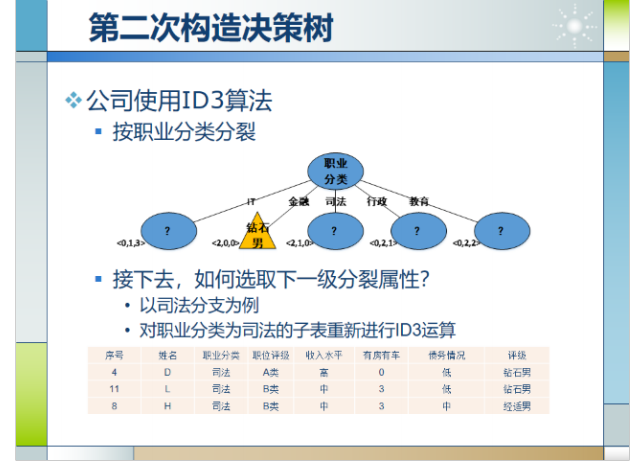 第二次构造决策树
公司使用ID3算法
按职业分类分裂
职业
分类
IT 金融 司法 行政 教育
? 钻石男 ? ? ?
<0,1,3> <2,0,0> <2,1,0> <0,2,1> <0,2,2>
接下去，如何选取下一级分裂属性?
以司法分支为例
对职业分类为司法的子表重新进行ID3运算
序号 姓名 职业分类 职位评级 收入水平 有房有车 债务情况 评级
4 D 司法 A类 高 0 低 钻石男
11 L 司法 B类 中 3 低 钻石男
8 H 司法 B类 中 3 中 经适男